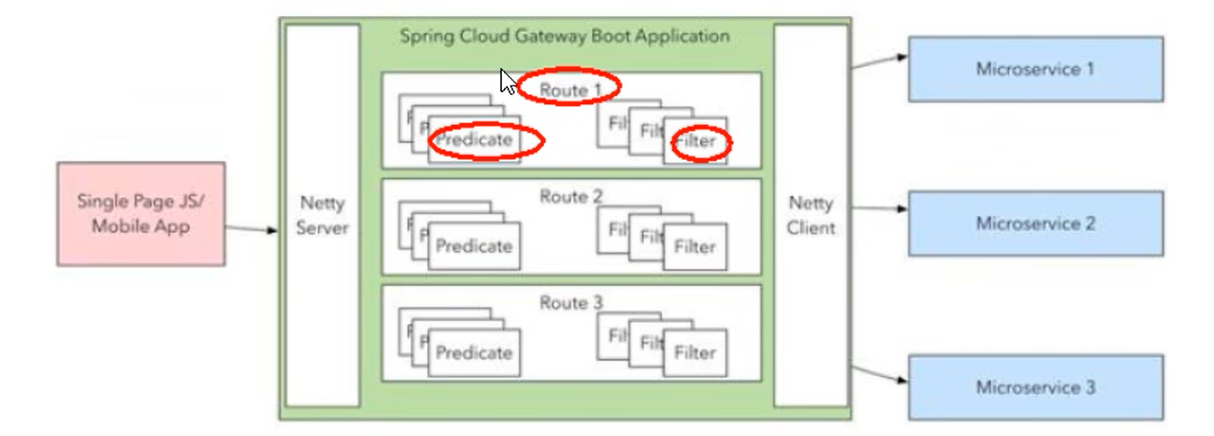 Spring Cloud Gateway Boot Application
Single Page JS/
Mobile App
Netty
Server
Route 1
Predicate
Fil
Filt
Filter
Route 2
Predicate
Fil
Filt
Filter
Route 3
Predicate
Fil
Filt
Filter
Netty
Client
Microservice 1
Microservice 2
Microservice 3